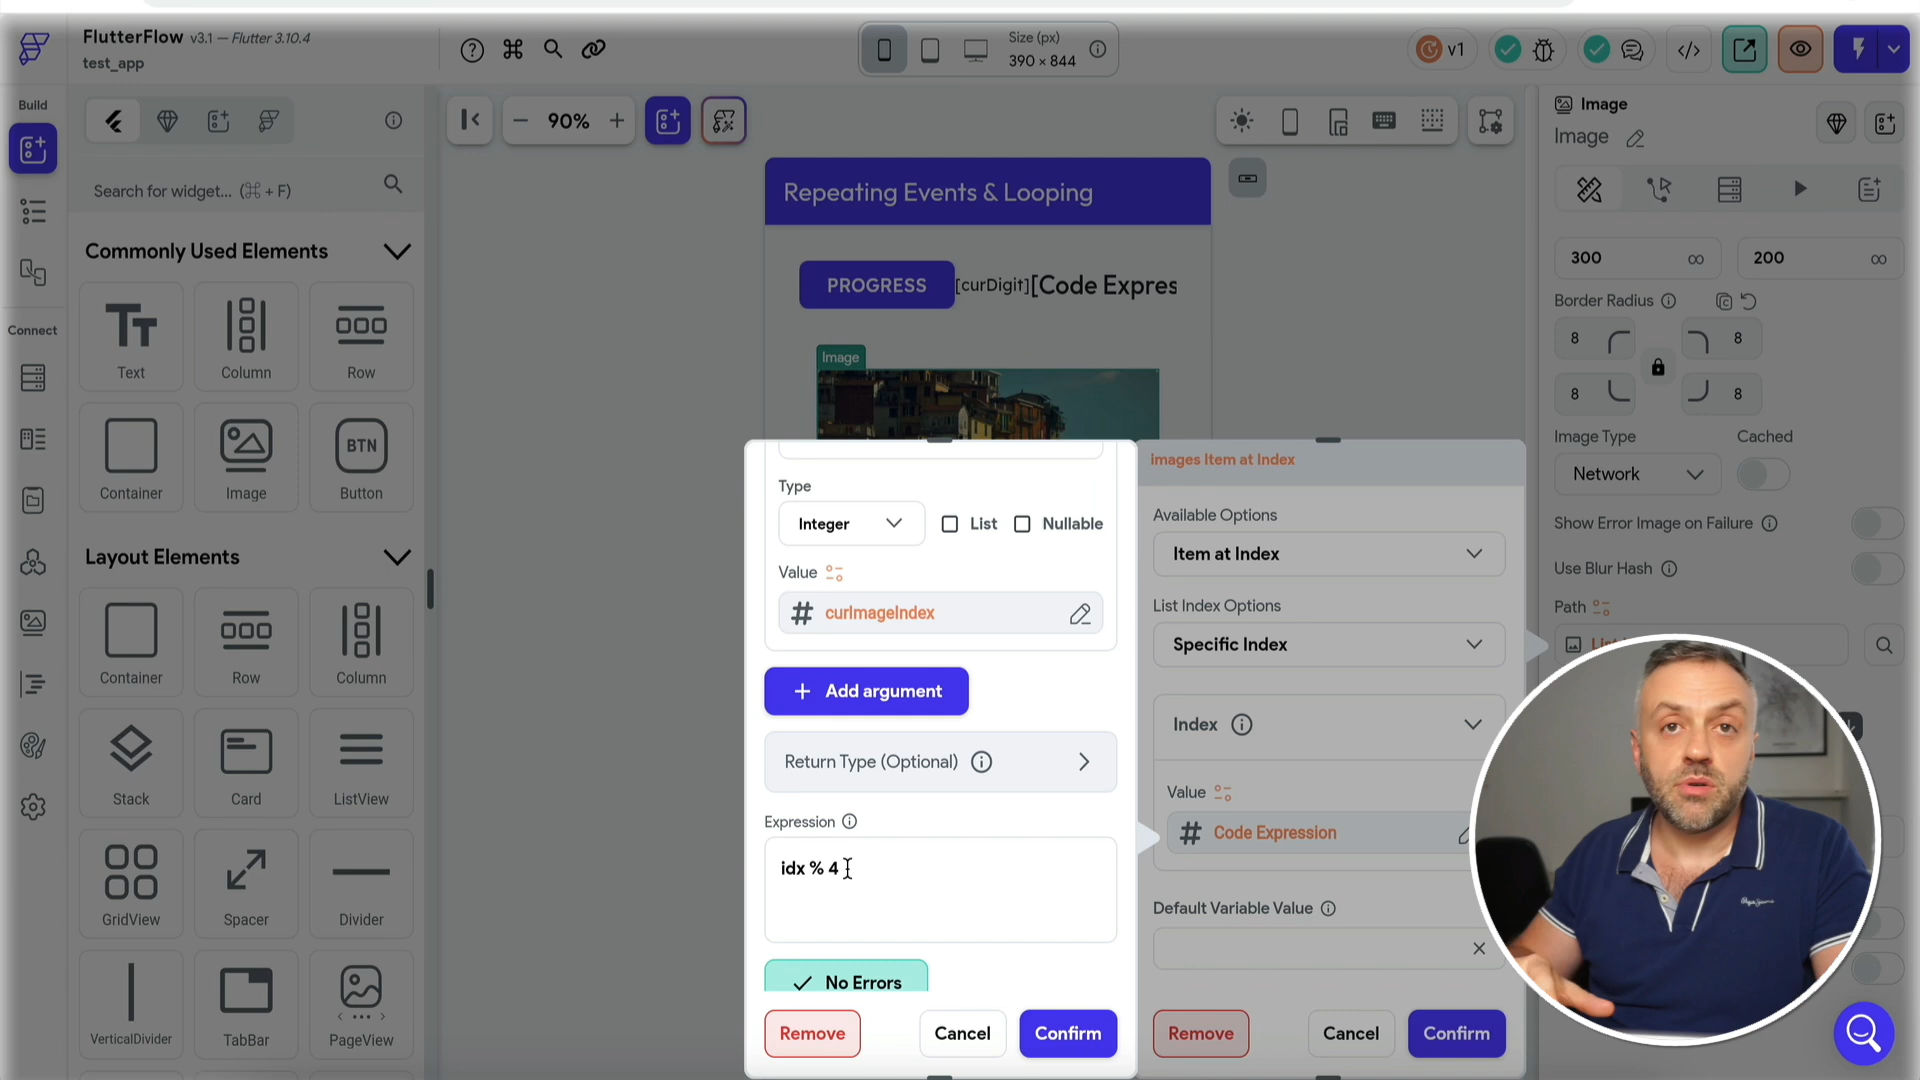 FlutterFlow v3.1 — Flutter 3.10.4
test_app
Size (px)
390 × 844
v1
Build
Connect
90%
Search for widget... (⌘ + F)
Commonly Used Elements
Text
Column
Row
Container
Image
BTN
Button
Layout Elements
Container
Row
Column
Stack
Card
ListView
GridView
Spacer
Divider
VerticalDivider
TabBar
PageView
Repeating Events & Looping
PROGRESS
[curDigit][Code Expres
Image
Type
Integer
List
Nullable
Value
# curImageIndex
+ Add argument
Return Type (Optional)
Expression
idx % 4
No Errors
Remove
Cancel
Confirm
images Item at Index
Available Options
Item at Index
List Index Options
Specific Index
Index
Value
# Code Expression
Default Variable Value
Remove
Cancel
Confirm
Image
Image
300
200
Border Radius
8
8
8
8
Image Type
Cached
Network
Show Error Image on Failure
Use Blur Hash
Path